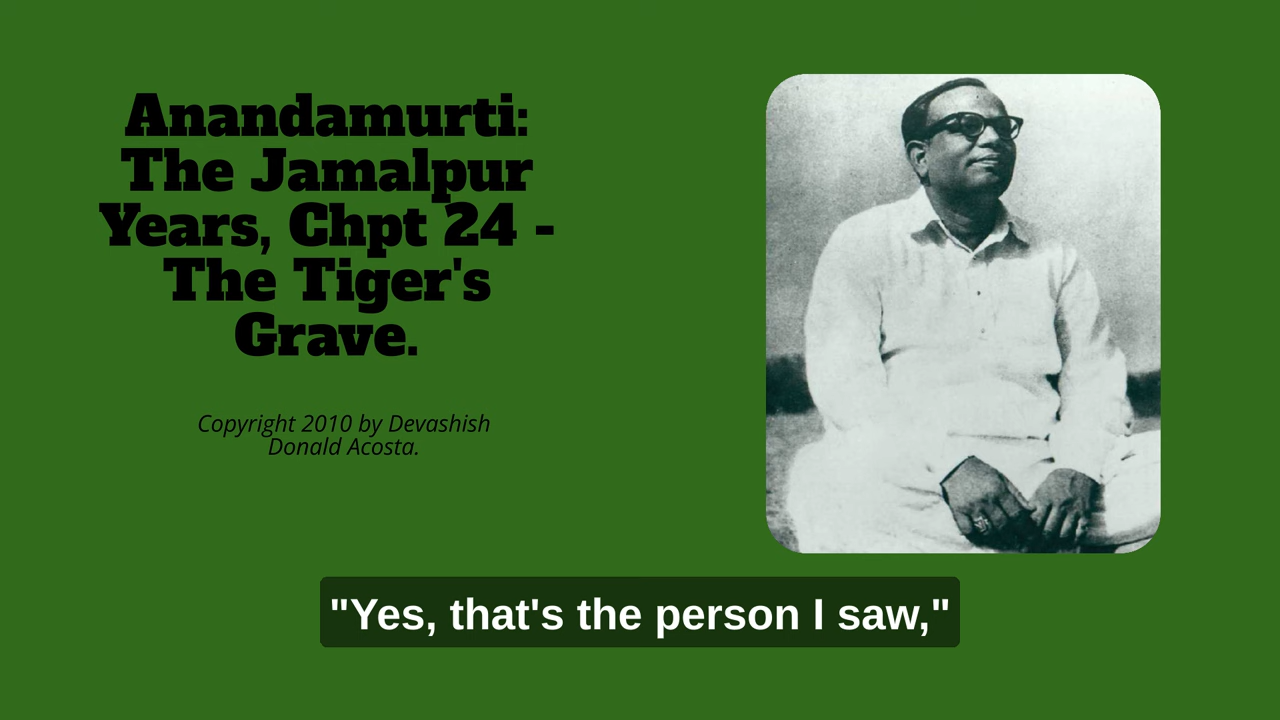 Anandamurti:
The Jamalpur
Years, Chpt 24 -
The Tiger's
Grave.
Copyright 2010 by Devashish
Donald Acosta.
"Yes, that's the person I saw,"